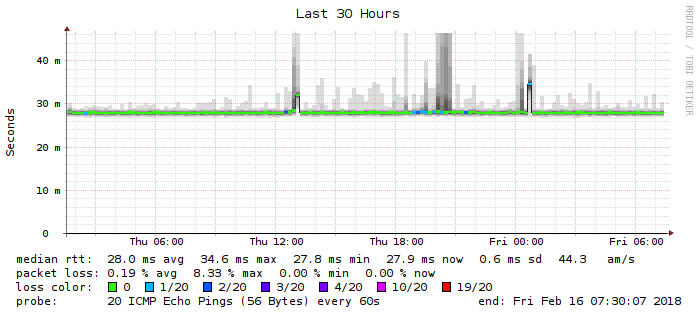 Last 30 Hours
RRDTOOL / TOBI OETIKER
Seconds
40 m
30 m
20 m
10 m
0
Thu 06:00 Thu 12:00 Thu 18:00 Fri 00:00 Fri 06:00
median rtt: 28.0 ms avg 34.6 ms max 27.8 ms min 27.9 ms now 0.6 ms sd 44.3 am/s
packet loss: 0.19 % avg 8.33 % max 0.00 % min 0.00 % now
loss color: 0 1/20 2/20 3/20 4/20 10/20 19/20
probe: 20 ICMP Echo Pings (56 Bytes) every 60s end: Fri Feb 16 07:30:07 2018